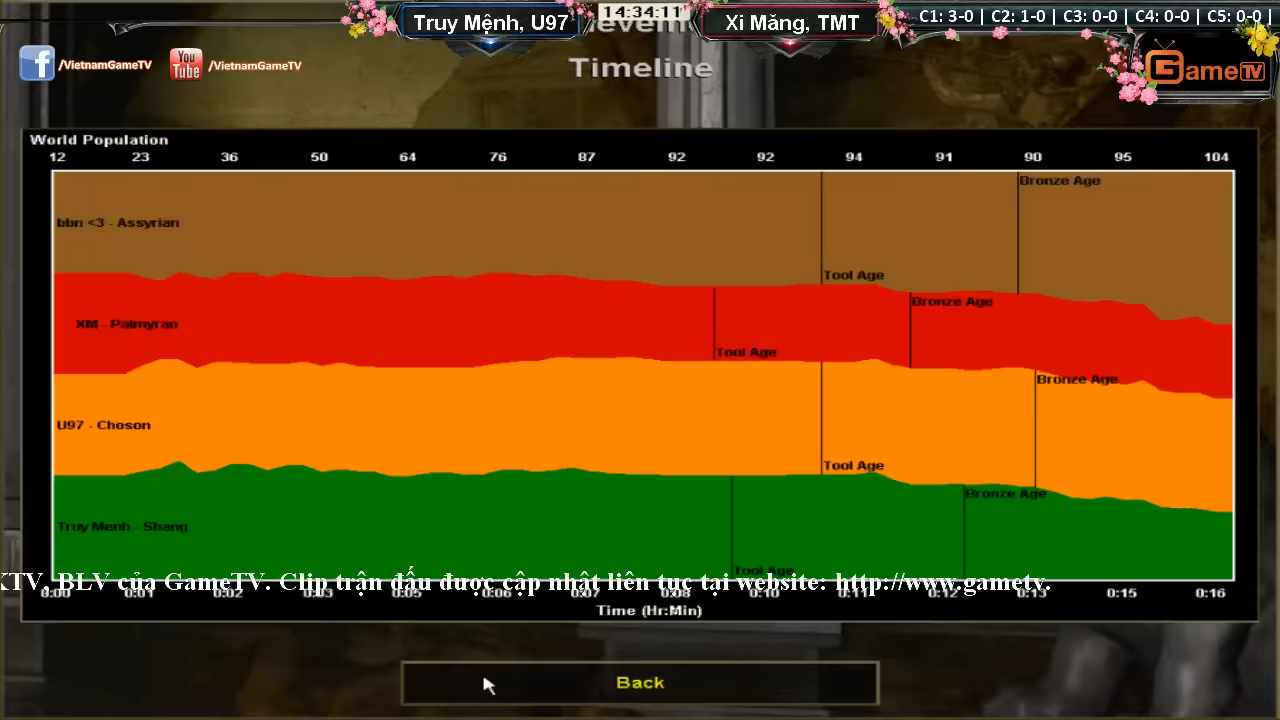 Truy Mệnh, U97
14:34:11
Xi Măng, TMT
C1: 3-0 | C2: 1-0 | C3: 0-0 | C4: 0-0 | C5: 0-0 |
/VietnamGameTV
You Tube /VietnamGameTV
Timeline
GameTV
World Population
12 23 36 50 64 76 87 92 92 94 91 90 95 104
Bronze Age
bbn <3 - Assyrian
Tool Age
Bronze Age
XM - Palmyran
Tool Age
Bronze Age
U97 - Choson
Tool Age
Bronze Age
Truy Menh - Shang
Tool Age
KTV, BLV của GameTV. Clip trận đấu được cập nhật liên tục tại website: http://www.gametv.
0:00 0:01 0:02 0:03 0:05 0:06 0:07 0:08 0:10 0:11 0:12 0:13 0:15 0:16
Time (Hr:Min)
Back